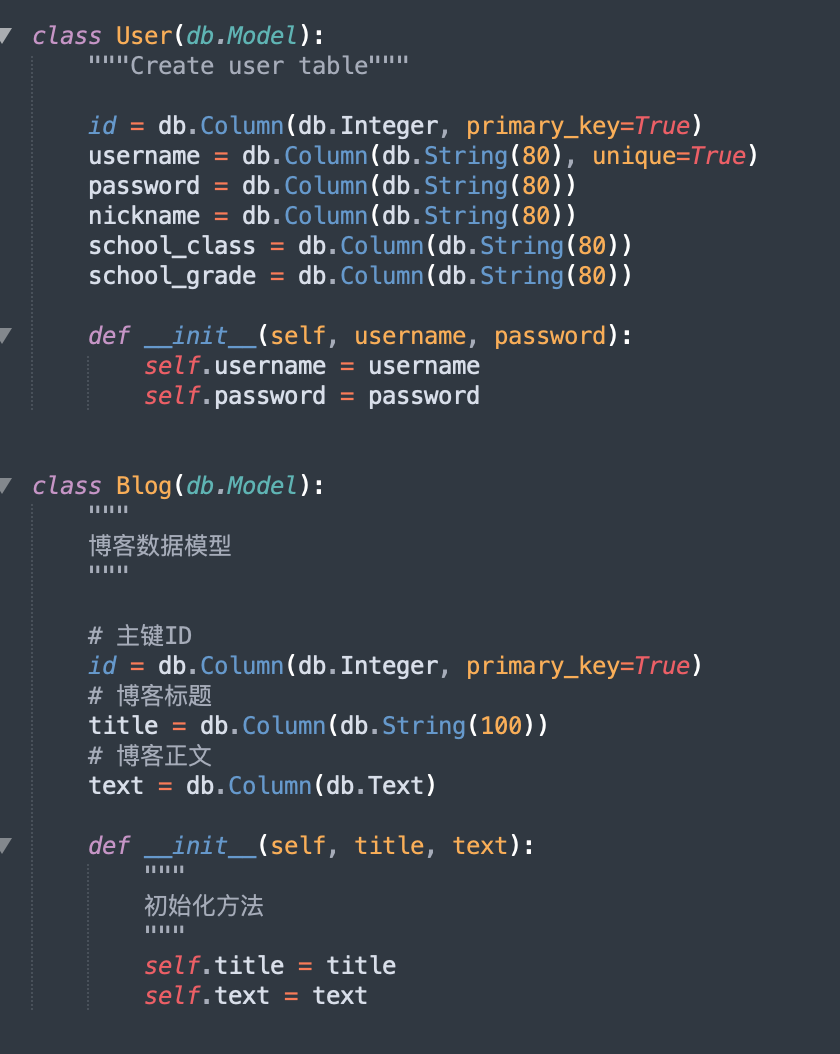 class User(db.Model):
    """Create user table"""
    id = db.Column(db.Integer, primary_key=True)
    username = db.Column(db.String(80), unique=True)
    password = db.Column(db.String(80))
    nickname = db.Column(db.String(80))
    school_class = db.Column(db.String(80))
    school_grade = db.Column(db.String(80))
    def __init__(self, username, password):
        self.username = username
        self.password = password
class Blog(db.Model):
    """
    博客数据模型
    """
    # 主键ID
    id = db.Column(db.Integer, primary_key=True)
    # 博客标题
    title = db.Column(db.String(100))
    # 博客正文
    text = db.Column(db.Text)
    def __init__(self, title, text):
        """
        初始化方法
        """
        self.title = title
        self.text = text